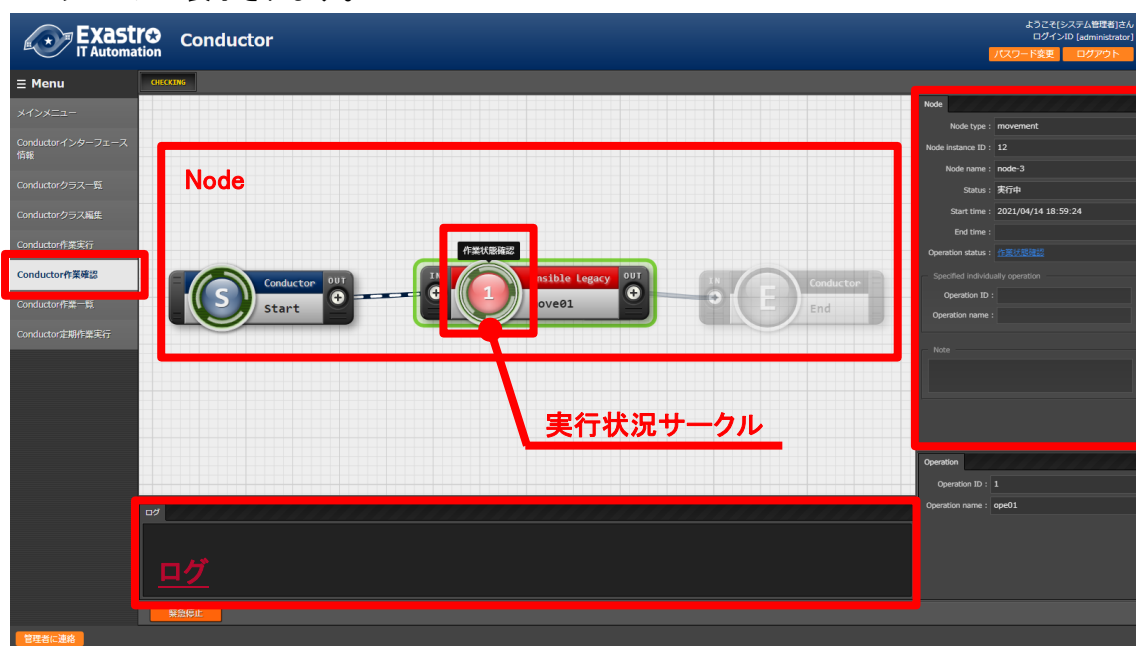 Exastro
IT Automation
Conductor
ようこそ[システム管理者]さん
ログインID [administrator]
パスワード変更
ログアウト
Menu
CHECKING
メインメニュー
Conductorインターフェース
情報
Conductorクラス一覧
Conductorクラス編集
Conductor作業実行
Conductor作業確認
Conductor作業一覧
Conductor定期作業実行
Node
作業状態確認
S
Conductor
Start
OUT
IN
1
nsible Legacy
ove01
OUT
IN
E
Conductor
End
実行状況サークル
Node
Node type : movement
Node instance ID : 12
Node name : node-3
Status : 実行中
Start time : 2021/04/14 18:59:24
End time :
Operation status : 作業状態確認
Specified individually operation
Operation ID :
Operation name :
Note
Operation
Operation ID : 1
Operation name : ope01
ログ
ログ
緊急停止
管理者に連絡